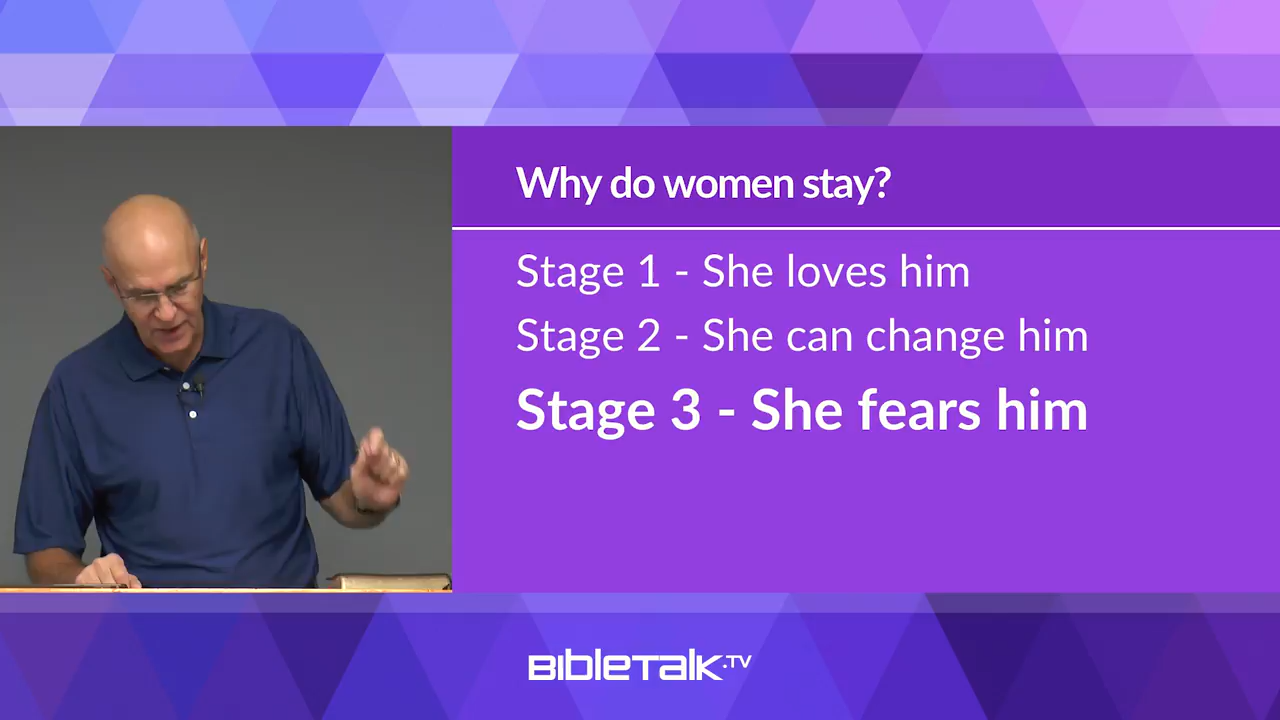 Why do women stay?
Stage 1 - She loves him
Stage 2 - She can change him
Stage 3 - She fears him
BIBLETALK.TV